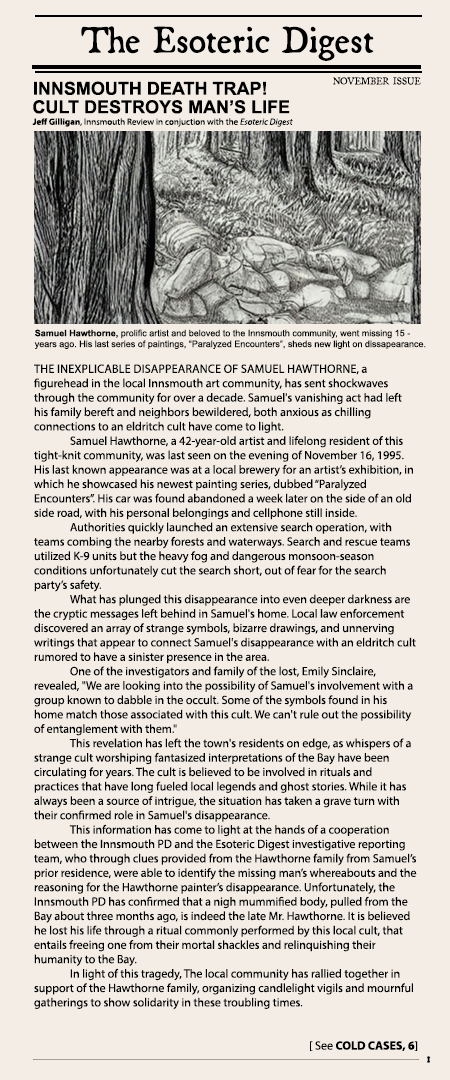 The Esoteric Digest
NOVEMBER ISSUE
INNSMOUTH DEATH TRAP!
CULT DESTROYS MAN'S LIFE
Jeff Gilligan, Innsmouth Review in conjuction with the Esoteric Digest
Samuel Hawthorne, prolific artist and beloved to the Innsmouth community, went missing 15 -
years ago. His last series of paintings, "Paralyzed Encounters", sheds new light on dissapearance.
THE INEXPLICABLE DISAPPEARANCE OF SAMUEL HAWTHORNE, a
figurehead in the local Innsmouth art community, has sent shockwaves
through the community for over a decade. Samuel's vanishing act had left
his family bereft and neighbors bewildered, both anxious as chilling
connections to an eldritch cult have come to light.
Samuel Hawthorne, a 42-year-old artist and lifelong resident of this
tight-knit community, was last seen on the evening of November 16, 1995.
His last known appearance was at a local brewery for an artist's exhibition, in
which he showcased his newest painting series, dubbed "Paralyzed
Encounters". His car was found abandoned a week later on the side of an old
side road, with his personal belongings and cellphone still inside.
Authorities quickly launched an extensive search operation, with
teams combing the nearby forests and waterways. Search and rescue teams
utilized K-9 units but the heavy fog and dangerous monsoon-season
conditions unfortunately cut the search short, out of fear for the search
party's safety.
What has plunged this disappearance into even deeper darkness are
the cryptic messages left behind in Samuel's home. Local law enforcement
discovered an array of strange symbols, bizarre drawings, and unnerving
writings that appear to connect Samuel's disappearance with an eldritch cult
rumored to have a sinister presence in the area.
One of the investigators and family of the lost, Emily Sinclaire,
revealed, "We are looking into the possibility of Samuel's involvement with a
group known to dabble in the occult. Some of the symbols found in his
home match those associated with this cult. We can't rule out the possibility
of entanglement with them."
This revelation has left the town's residents on edge, as whispers of a
strange cult worshiping fantasized interpretations of the Bay have been
circulating for years. The cult is believed to be involved in rituals and
practices that have long fueled local legends and ghost stories. While it has
always been a source of intrigue, the situation has taken a grave turn with
their confirmed role in Samuel's disappearance.
This information has come to light at the hands of a cooperation
between the Innsmouth PD and the Esoteric Digest investigative reporting
team, who through clues provided from the Hawthorne family from Samuel's
prior residence, were able to identify the missing man's whereabouts and the
reasoning for the Hawthorne painter's disappearance. Unfortunately, the
Innsmouth PD has confirmed that a nigh mummified body, pulled from the
Bay about three months ago, is indeed the late Mr. Hawthorne. It is believed
he lost his life through a ritual commonly performed by this local cult, that
entails freeing one from their mortal shackles and relinquishing their
humanity to the Bay.
In light of this tragedy, The local community has rallied together in
support of the Hawthorne family, organizing candlelight vigils and mournful
gatherings to show solidarity in these troubling times.
[ See COLD CASES, 6]